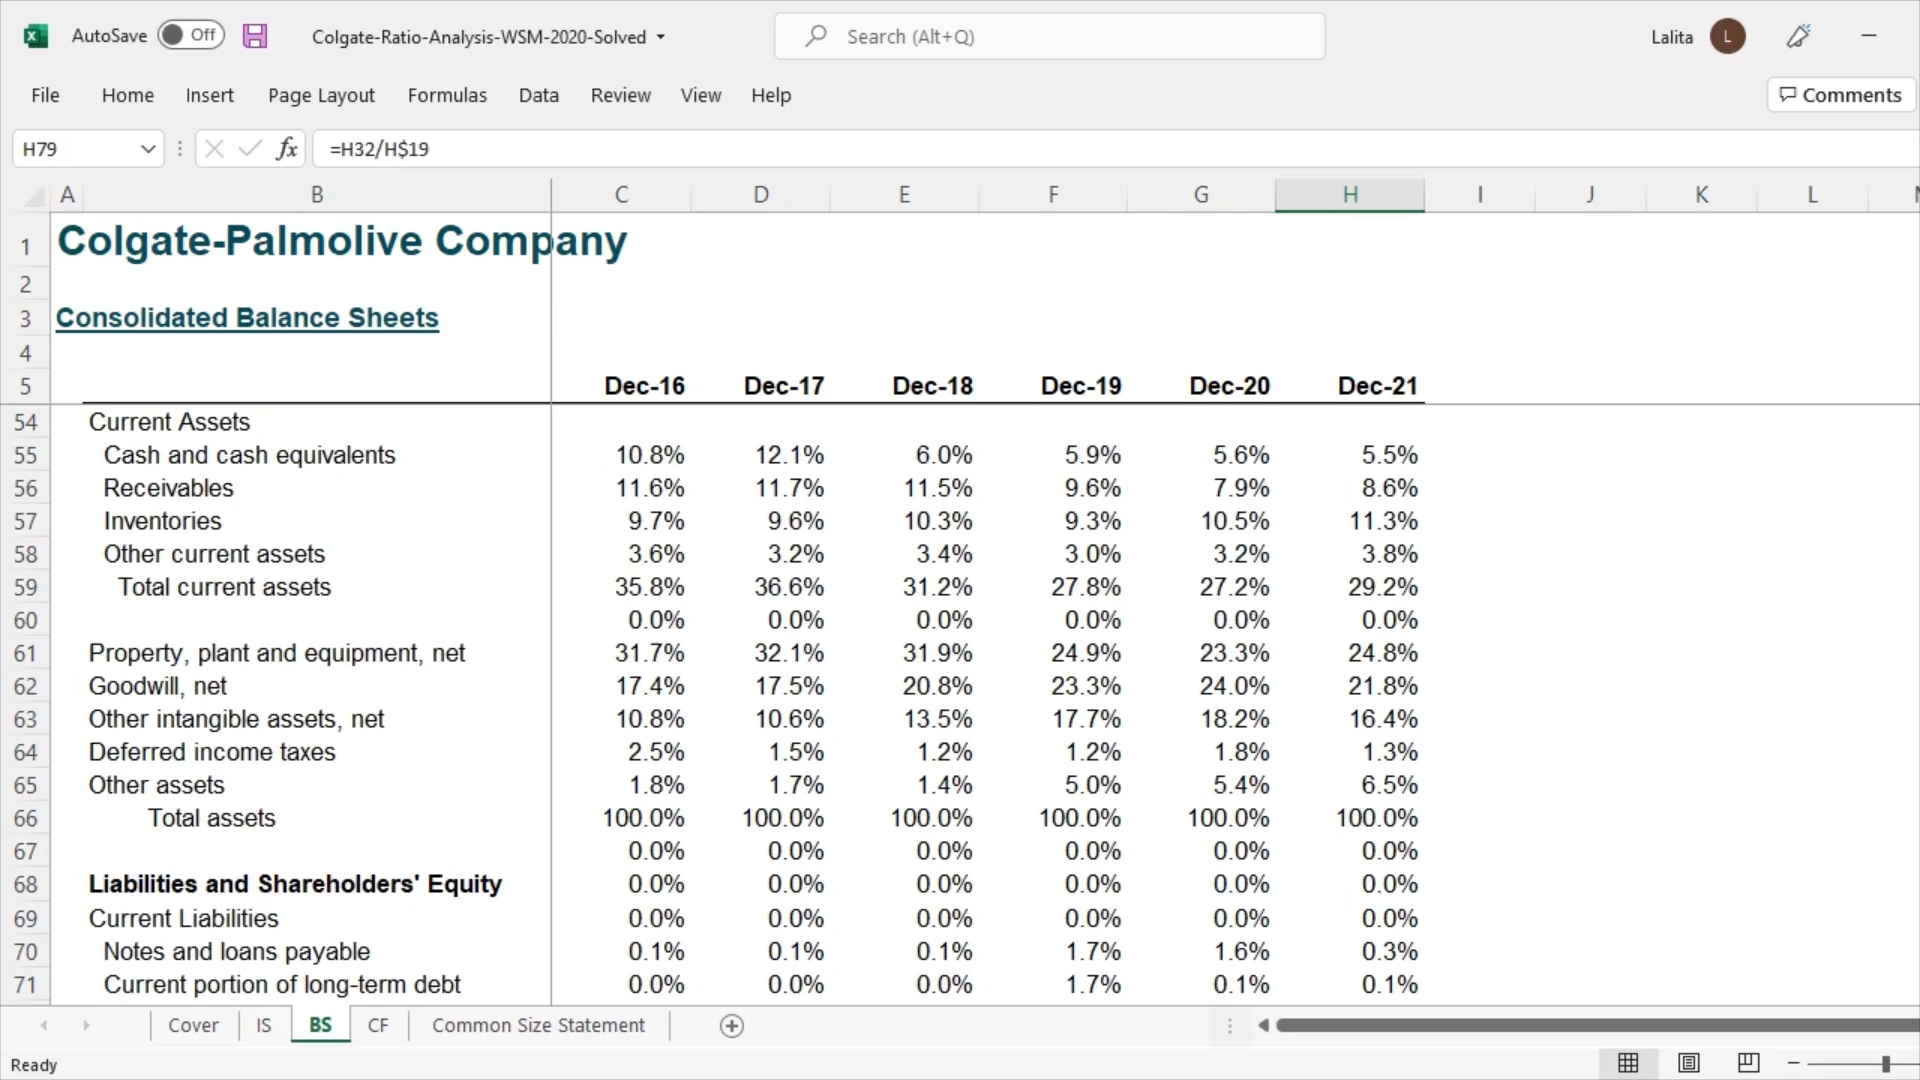 AutoSave Off Colgate-Ratio-Analysis-WSM-2020-Solved Search (Alt+Q) Lalita L
File Home Insert Page Layout Formulas Data Review View Help Comments
H79 fx =H32/H$19
A B C D E F G H I J K L
1 Colgate-Palmolive Company
2
3 Consolidated Balance Sheets
4
5 Dec-16 Dec-17 Dec-18 Dec-19 Dec-20 Dec-21
54 Current Assets
55 Cash and cash equivalents 10.8% 12.1% 6.0% 5.9% 5.6% 5.5%
56 Receivables 11.6% 11.7% 11.5% 9.6% 7.9% 8.6%
57 Inventories 9.7% 9.6% 10.3% 9.3% 10.5% 11.3%
58 Other current assets 3.6% 3.2% 3.4% 3.0% 3.2% 3.8%
59 Total current assets 35.8% 36.6% 31.2% 27.8% 27.2% 29.2%
60 0.0% 0.0% 0.0% 0.0% 0.0% 0.0%
61 Property, plant and equipment, net 31.7% 32.1% 31.9% 24.9% 23.3% 24.8%
62 Goodwill, net 17.4% 17.5% 20.8% 23.3% 24.0% 21.8%
63 Other intangible assets, net 10.8% 10.6% 13.5% 17.7% 18.2% 16.4%
64 Deferred income taxes 2.5% 1.5% 1.2% 1.2% 1.8% 1.3%
65 Other assets 1.8% 1.7% 1.4% 5.0% 5.4% 6.5%
66 Total assets 100.0% 100.0% 100.0% 100.0% 100.0% 100.0%
67 0.0% 0.0% 0.0% 0.0% 0.0% 0.0%
68 Liabilities and Shareholders' Equity 0.0% 0.0% 0.0% 0.0% 0.0% 0.0%
69 Current Liabilities 0.0% 0.0% 0.0% 0.0% 0.0% 0.0%
70 Notes and loans payable 0.1% 0.1% 0.1% 1.7% 1.6% 0.3%
71 Current portion of long-term debt 0.0% 0.0% 0.0% 1.7% 0.1% 0.1%
Cover IS BS CF Common Size Statement
Ready